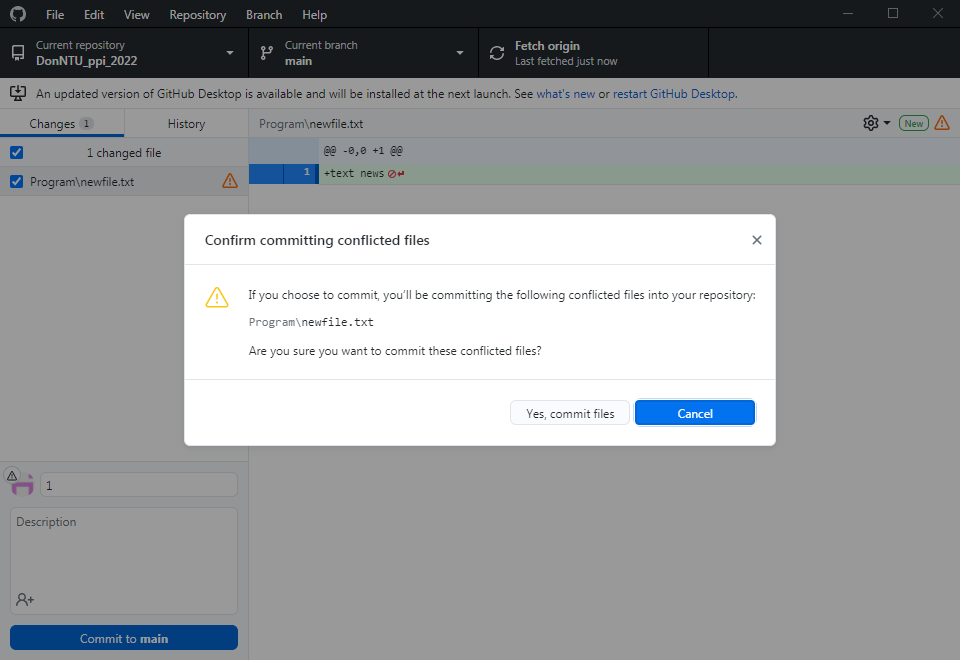 File Edit View Repository Branch Help
Current repository
DonNTU_ppi_2022
Current branch
main
Fetch origin
Last fetched just now
An updated version of GitHub Desktop is available and will be installed at the next launch. See what's new or restart GitHub Desktop.
Changes 1 History
Program\newfile.txt
New
1 changed file
@@ -0,0 +1 @@
Program\newfile.txt
1 +text news
Confirm committing conflicted files
If you choose to commit, you'll be committing the following conflicted files into your repository:
Program\newfile.txt
Are you sure you want to commit these conflicted files?
Yes, commit files
Cancel
1
Description
Commit to main